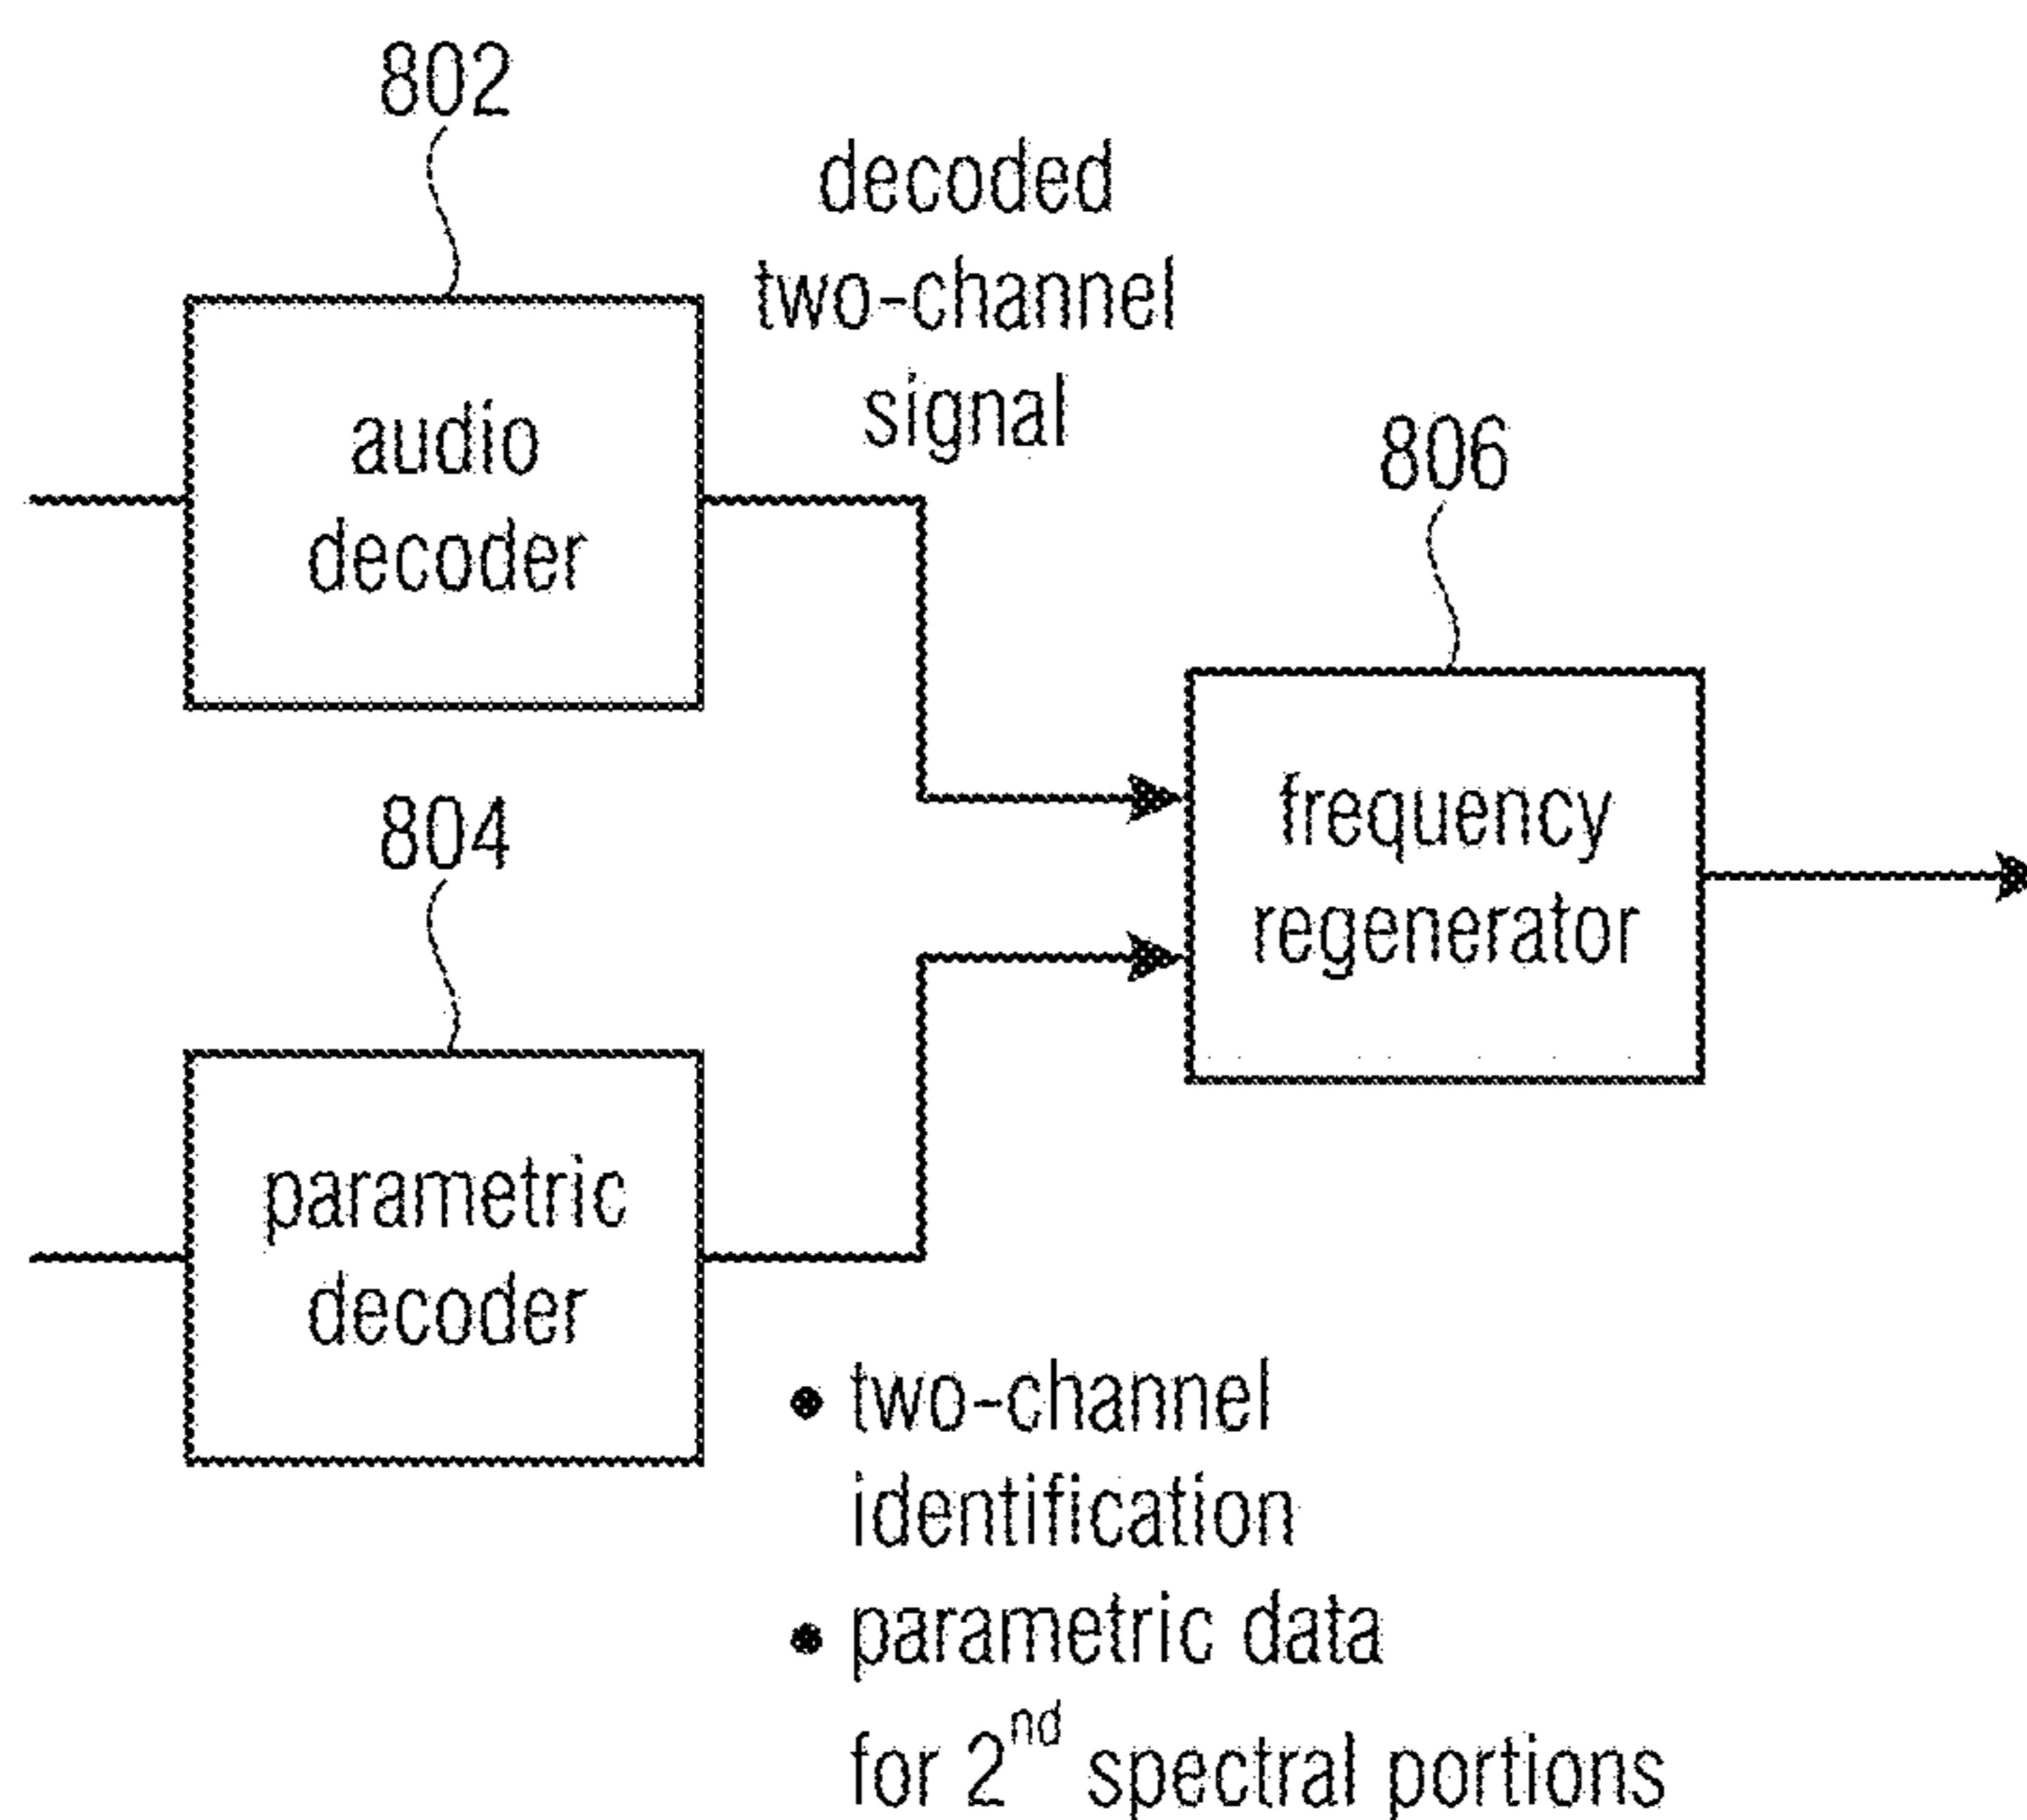 802
decoded
two-channel
signal
audio
decoder
806
frequency
regenerator
804
parametric
decoder
• two-channel
identification
• parametric data
for 2nd spectral portions